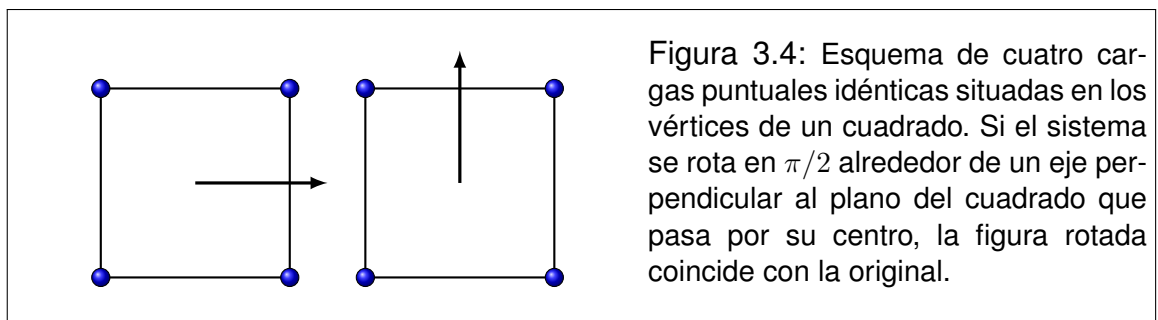 Figura 3.4: Esquema de cuatro car-
gas puntuales idénticas situadas en los
vértices de un cuadrado. Si el sistema
se rota en π/2 alrededor de un eje per-
pendicular al plano del cuadrado que
pasa por su centro, la figura rotada
coincide con la original.